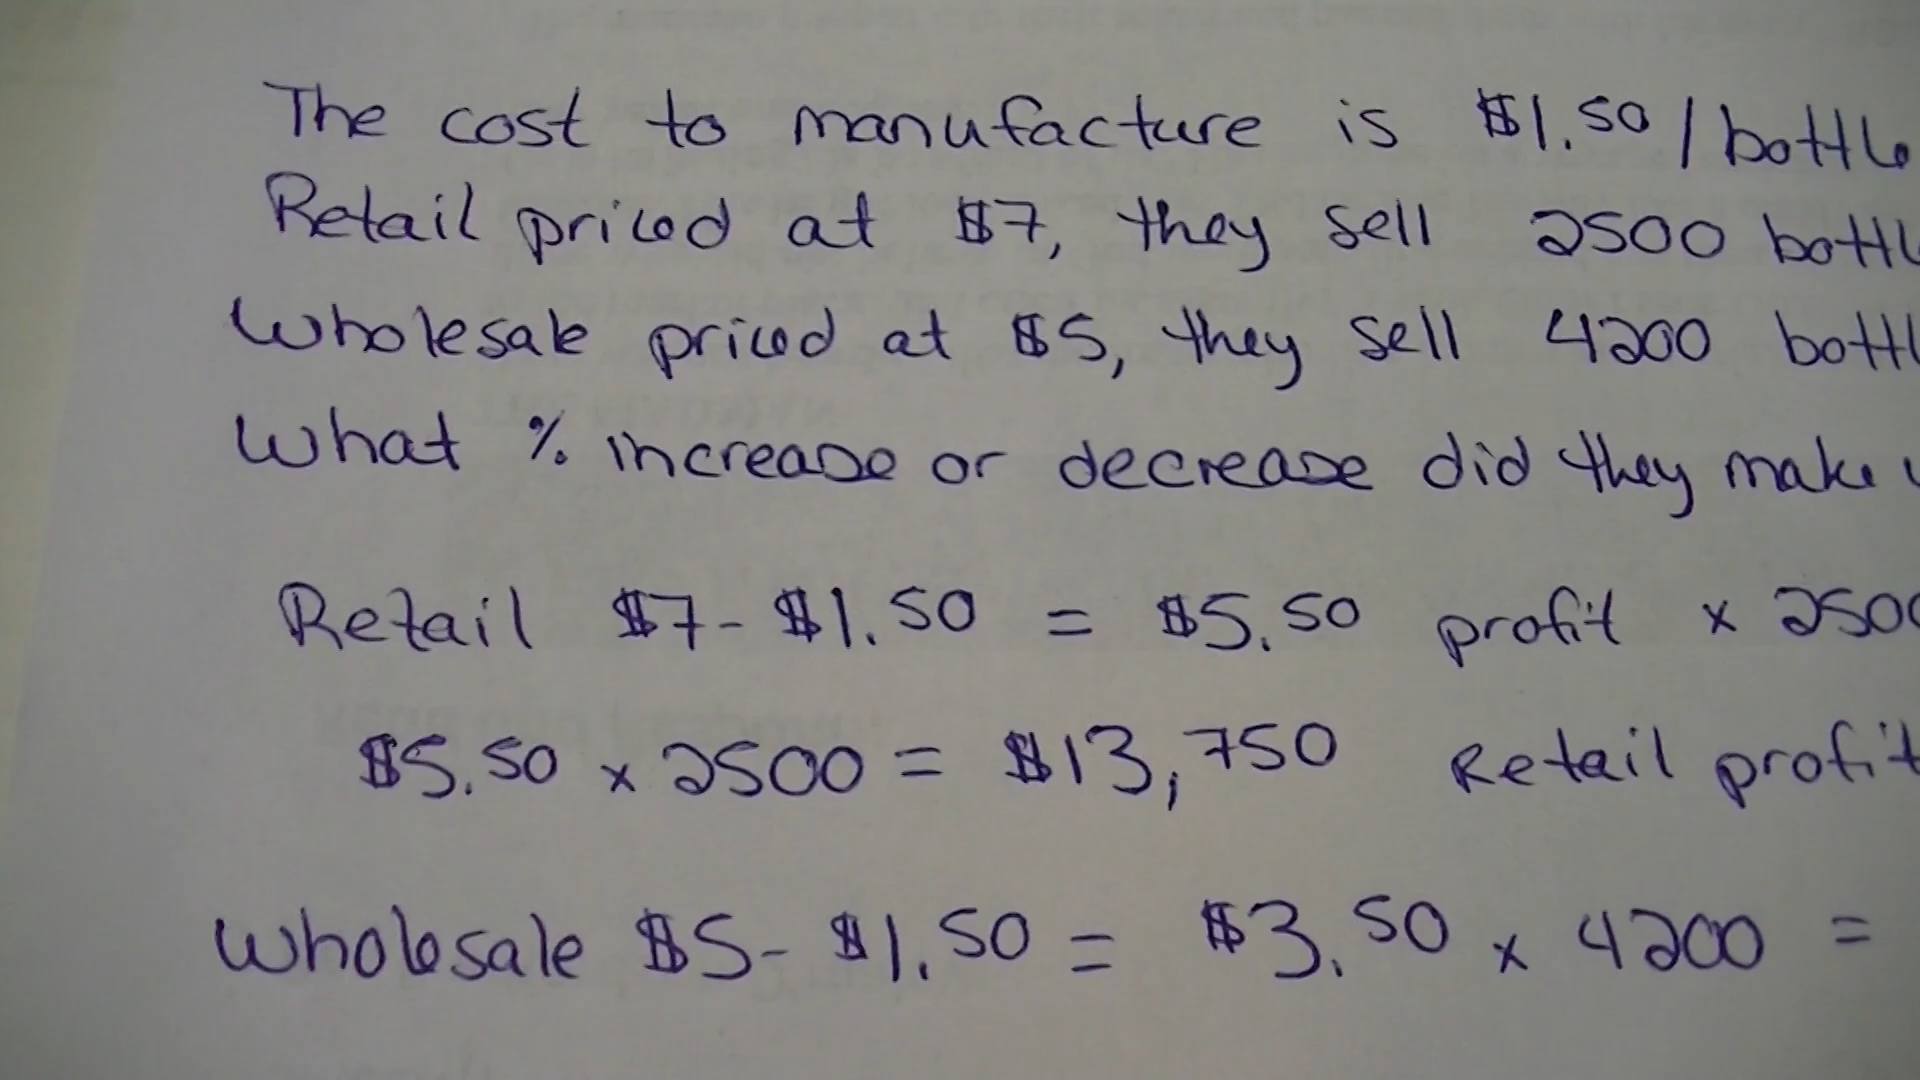 The cost to manufacture is $1.50 / bottle
Retail priced at $7, they sell 2500 bottl
Wholesale priced at $5, they sell 4200 bottl
What % increase or decrease did they make
Retail $7 - $1.50 = $5.50 profit x 2500
$5.50 x 2500 = $13,750 Retail profit
Wholesale $5 - $1.50 = $3.50 x 4200 =